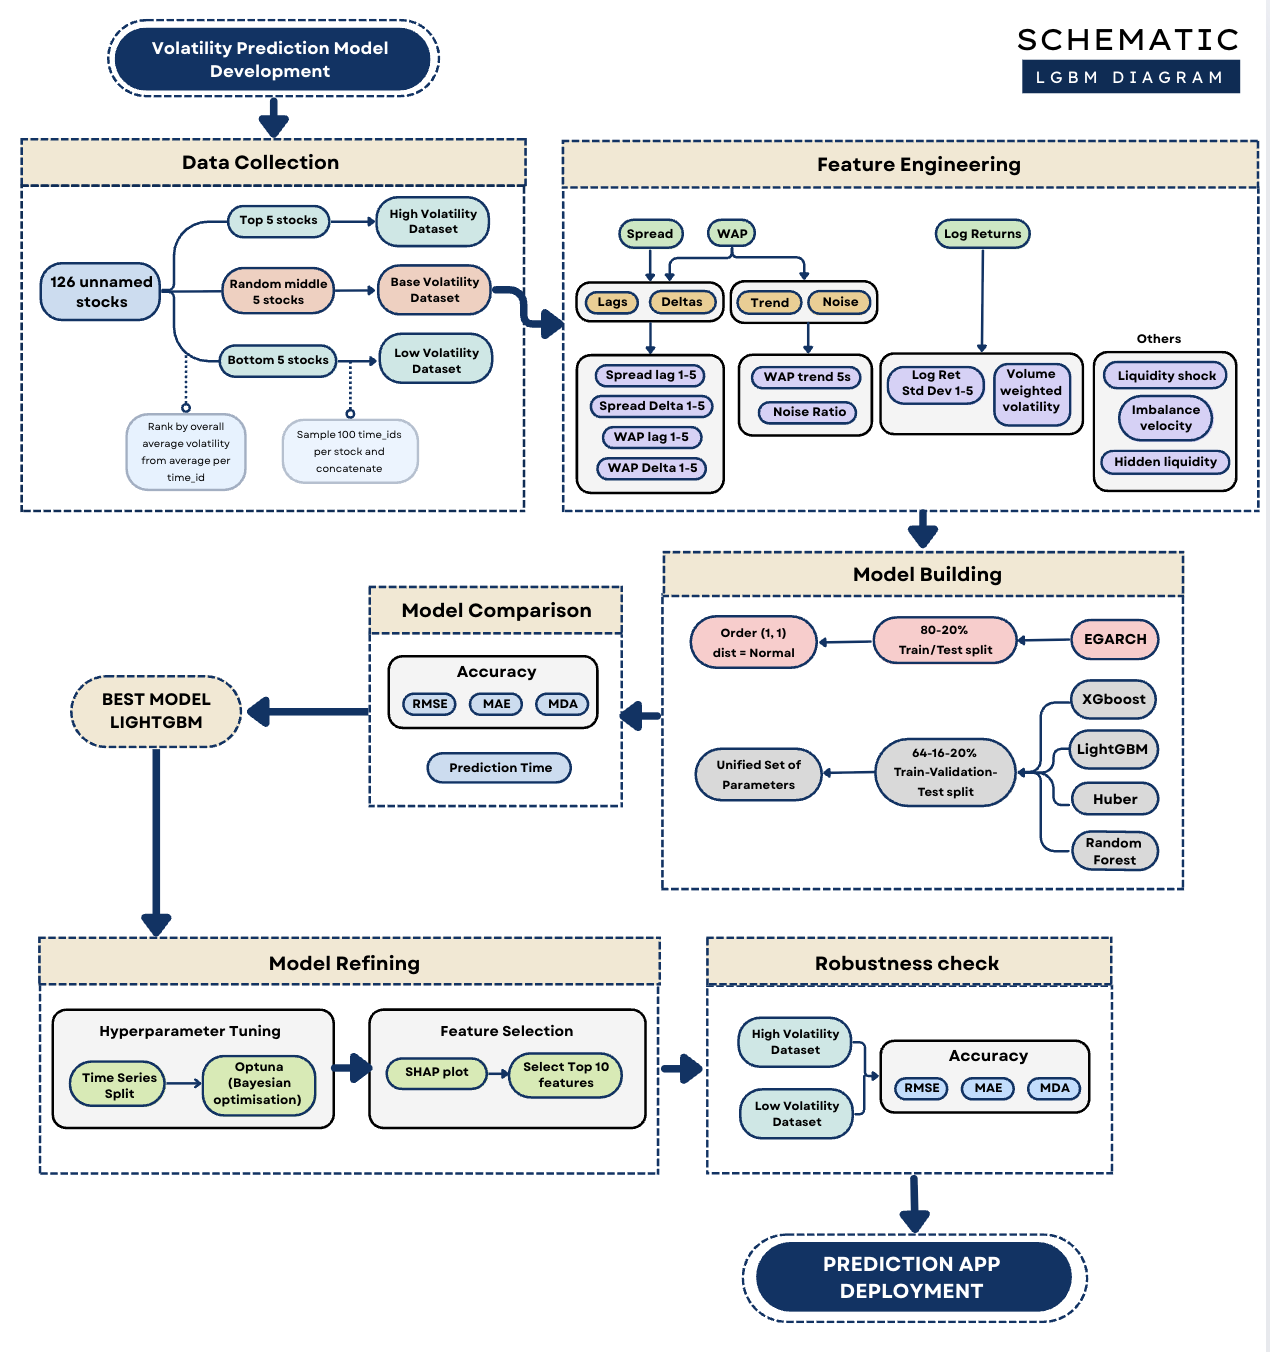 Volatility Prediction Model
Development
SCHEMATIC
LGBM DIAGRAM
Data Collection
126 unnamed
stocks
Top 5 stocks
High Volatility
Dataset
Random middle
5 stocks
Base Volatility
Dataset
Bottom 5 stocks
Low Volatility
Dataset
Rank by overall
average volatility
from average per
time_id
Sample 100 time_ids
per stock and
concatenate
Feature Engineering
Spread
WAP
Log Returns
Lags
Deltas
Trend
Noise
Spread lag 1-5
Spread Delta 1-5
WAP lag 1-5
WAP Delta 1-5
WAP trend 5s
Noise Ratio
Log Ret
Std Dev 1-5
Volume
weighted
volatility
Others
Liquidity shock
Imbalance
velocity
Hidden liquidity
Model Building
Order (1, 1)
dist = Normal
80-20%
Train/Test split
EGARCH
XGboost
LightGBM
Huber
Random
Forest
64-16-20%
Train-Validation-
Test split
Unified Set of
Parameters
Model Comparison
Accuracy
RMSE
MAE
MDA
Prediction Time
BEST MODEL
LIGHTGBM
Model Refining
Hyperparameter Tuning
Time Series
Split
Optuna
(Bayesian
optimisation)
Feature Selection
SHAP plot
Select Top 10
features
Robustness check
High Volatility
Dataset
Low Volatility
Dataset
Accuracy
RMSE
MAE
MDA
PREDICTION APP
DEPLOYMENT